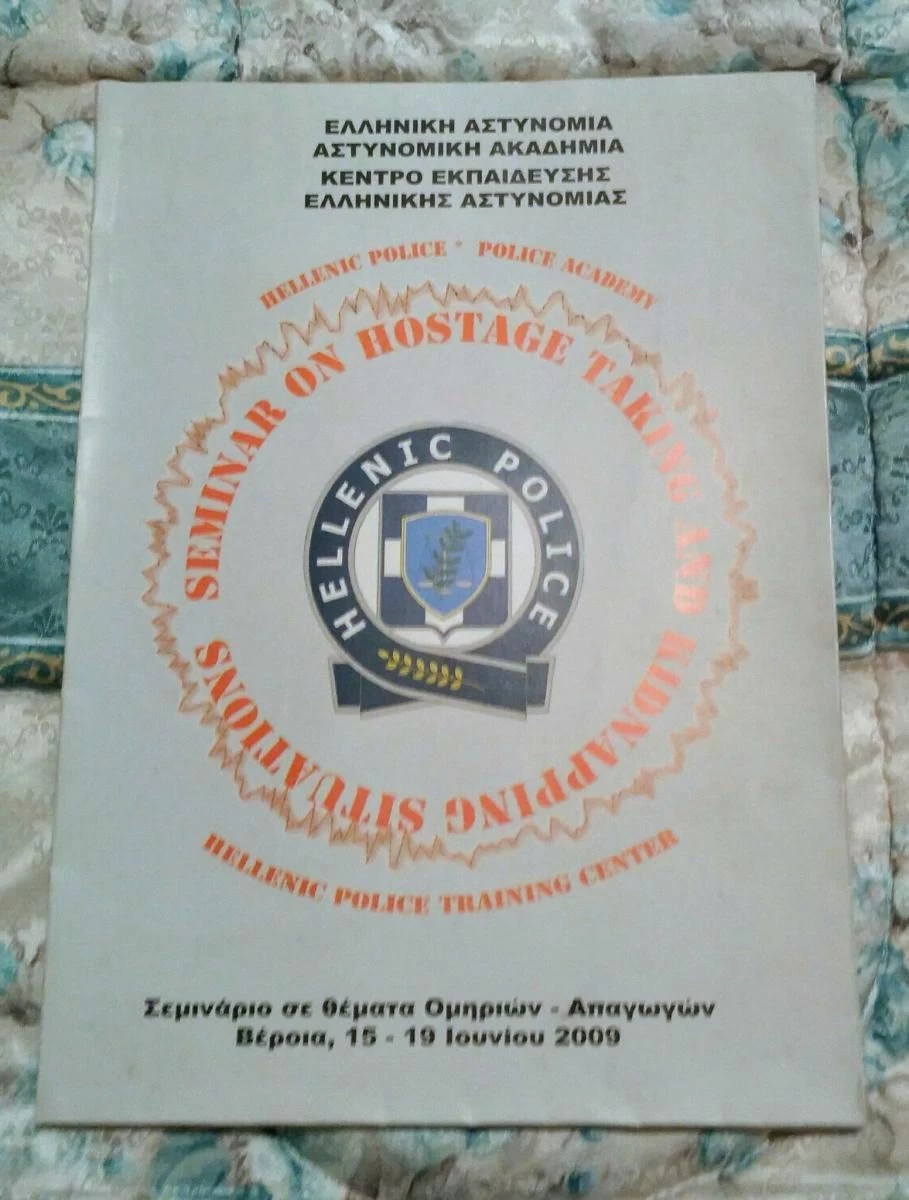 ΕΛΛΗΝΙΚΗ ΑΣΤΥΝΟΜΙΑ
ΑΣΤΥΝΟΜΙΚΗ ΑΚΑΔΗΜΙΑ
ΚΕΝΤΡΟ ΕΚΠΑΙΔΕΥΣΗΣ
ΕΛΛΗΝΙΚΗΣ ΑΣΤΥΝΟΜΙΑΣ
HELLENIC POLICE * POLICE ACADEMY
SEMINAR ON HOSTAGE TAKING AND KIDNAPPING SITUATIONS
HELLENIC POLICE
HELLENIC POLICE TRAINING CENTER
Σεμινάριο σε θέματα Ομηριών - Απαγωγών
Βέροια, 15 - 19 Ιουνίου 2009